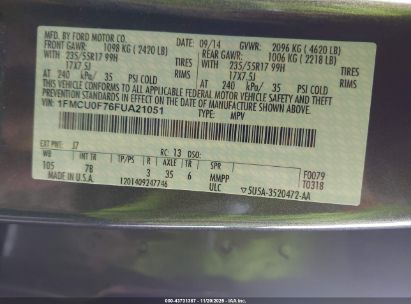 MFD. BY FORD MOTOR CO.
DATE: 09/14 GVWR: 2096 KG ( 4620 LB)
FRONT GAWR: 1098 KG ( 2420 LB) REAR GAWR: 1006 KG ( 2218 LB)
235/55R17 99H TIRES 235/55R17 99H TIRES
17X7.5J RIMS 17X7.5J RIMS
AT 240 kPa/ 35 PSI COLD AT 240 kPa/ 35 PSI COLD
THIS VEHICLE CONFORMS TO ALL APPLICABLE FEDERAL MOTOR VEHICLE SAFETY AND THEFT PREVENTION STANDARDS IN EFFECT ON THE DATE OF MANUFACTURE SHOWN ABOVE.
VIN: 1FMCU0F76FUA21051
TYPE: MPV
EXT PNT: J7 RC: 13 DSO:
WB INT TR TP/PS R AXLE TR SPR
105 7B 3 35 6 MMPP F0079
MADE IN U.S.A. 1201409247746 ULC T0318
5U5A-3520472-AA